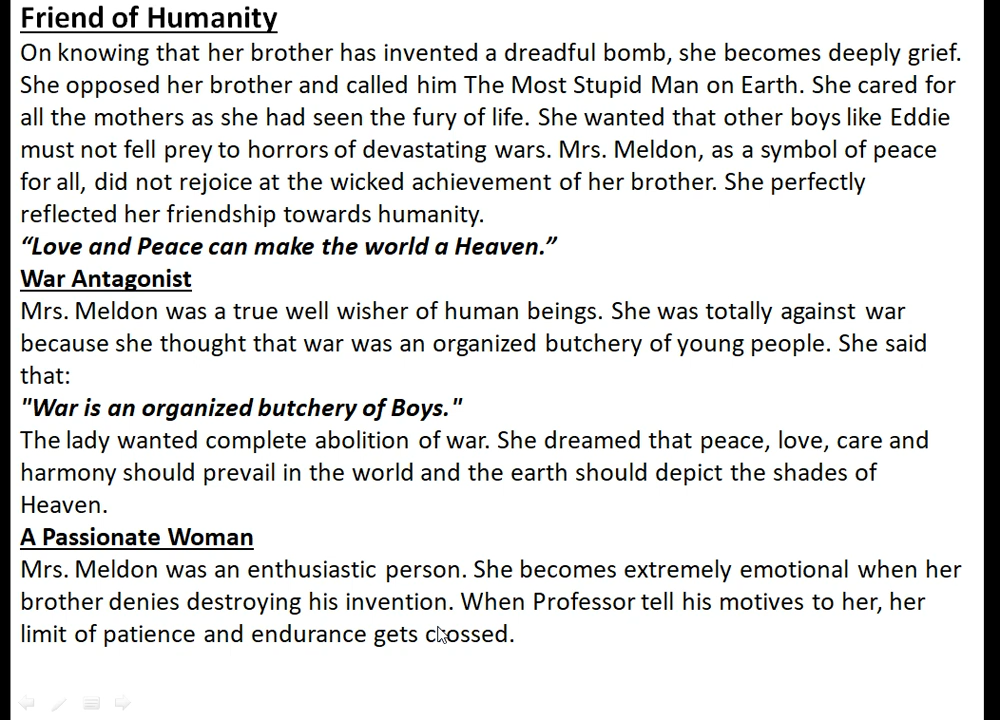 Friend of Humanity
On knowing that her brother has invented a dreadful bomb, she becomes deeply grief.
She opposed her brother and called him The Most Stupid Man on Earth. She cared for
all the mothers as she had seen the fury of life. She wanted that other boys like Eddie
must not fell prey to horrors of devastating wars. Mrs. Meldon, as a symbol of peace
for all, did not rejoice at the wicked achievement of her brother. She perfectly
reflected her friendship towards humanity.
“Love and Peace can make the world a Heaven.”
War Antagonist
Mrs. Meldon was a true well wisher of human beings. She was totally against war
because she thought that war was an organized butchery of young people. She said
that:
"War is an organized butchery of Boys."
The lady wanted complete abolition of war. She dreamed that peace, love, care and
harmony should prevail in the world and the earth should depict the shades of
Heaven.
A Passionate Woman
Mrs. Meldon was an enthusiastic person. She becomes extremely emotional when her
brother denies destroying his invention. When Professor tell his motives to her, her
limit of patience and endurance gets crossed.